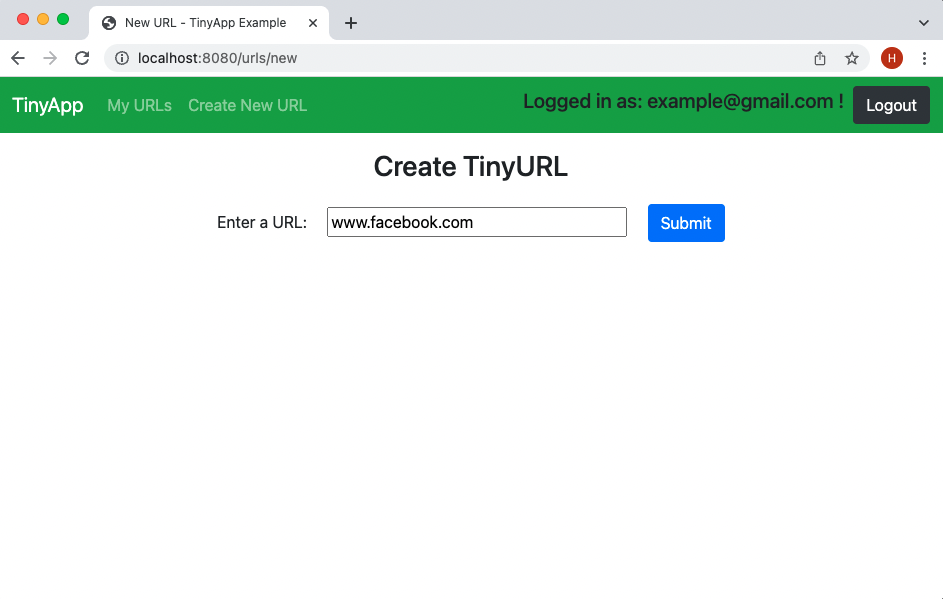 New URL - TinyApp Example
localhost:8080/urls/new
H
TinyApp My URLs Create New URL Logged in as: example@gmail.com ! Logout
Create TinyURL
Enter a URL: www.facebook.com Submit